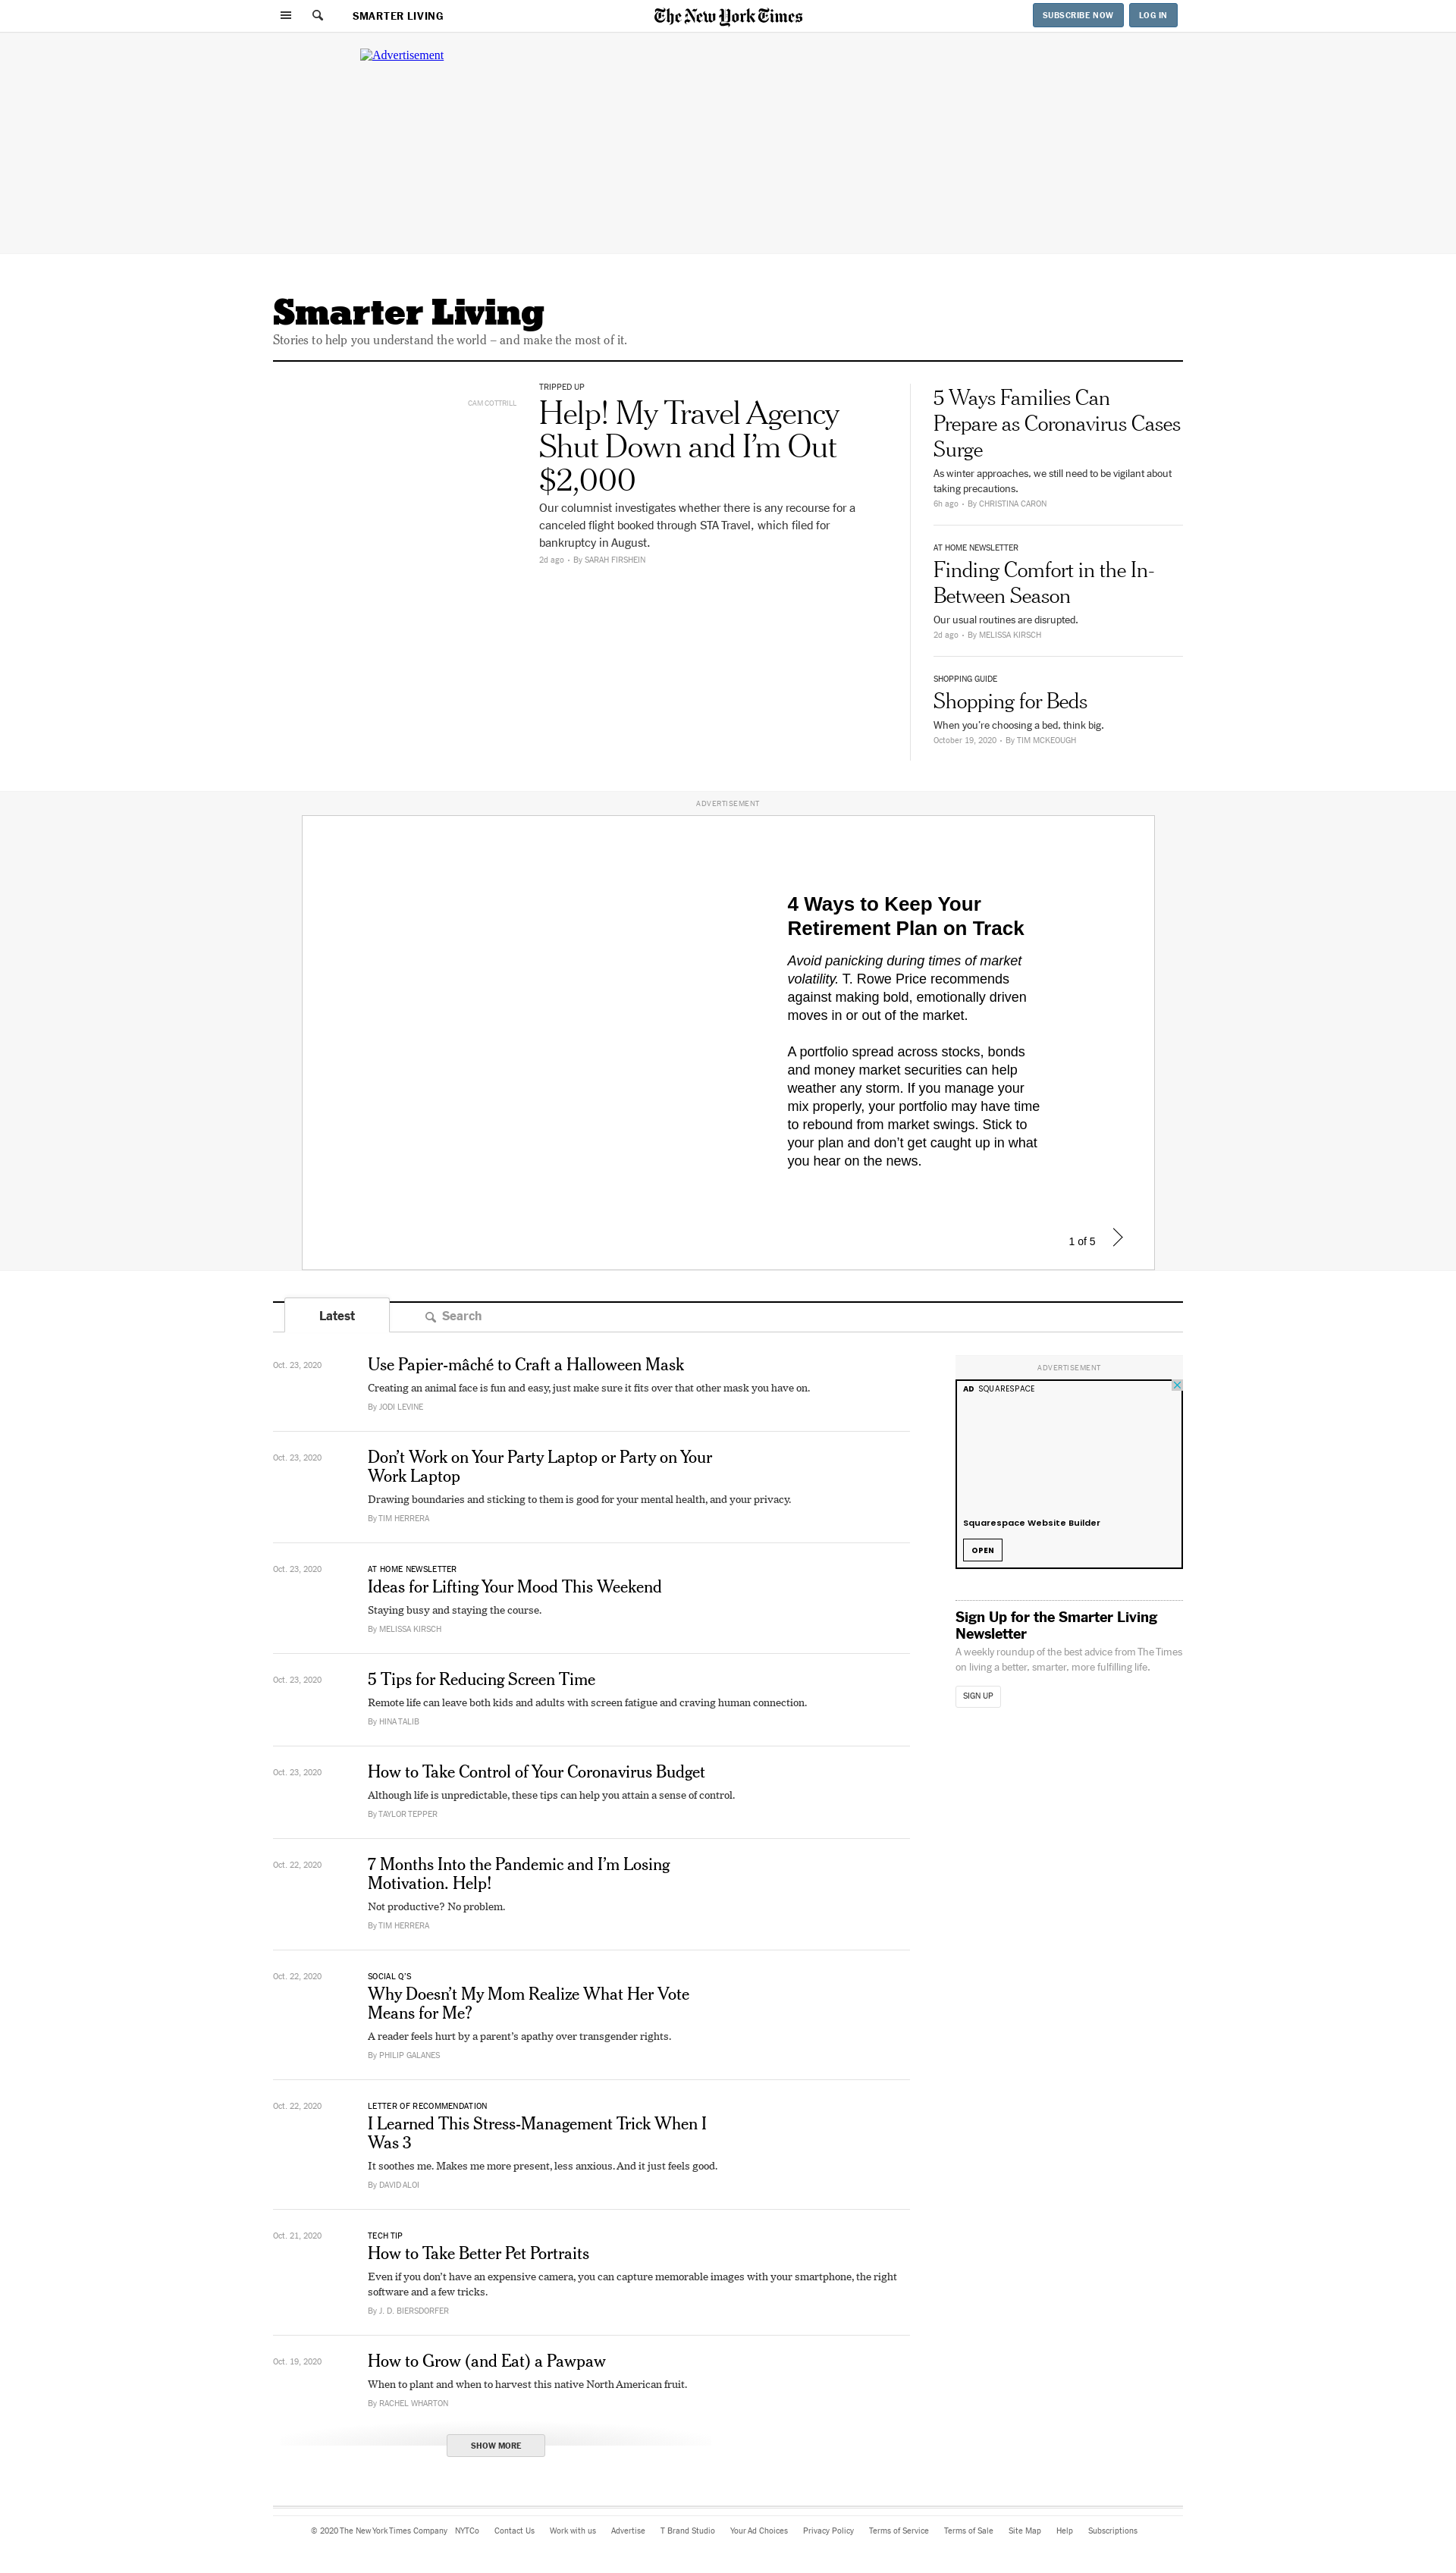 SMARTER LIVING
The New York Times
SUBSCRIBE NOW
LOG IN
Advertisement
Smarter Living
Stories to help you understand the world – and make the most of it.
CAM COTTRILL
TRIPPED UP
Help! My Travel Agency
Shut Down and I’m Out
$2,000
Our columnist investigates whether there is any recourse for a
canceled flight booked through STA Travel, which filed for
bankruptcy in August.
2d ago • By SARAH FIRSHEIN
5 Ways Families Can
Prepare as Coronavirus Cases
Surge
As winter approaches, we still need to be vigilant about
taking precautions.
6h ago • By CHRISTINA CARON
AT HOME NEWSLETTER
Finding Comfort in the In-
Between Season
Our usual routines are disrupted.
2d ago • By MELISSA KIRSCH
SHOPPING GUIDE
Shopping for Beds
When you’re choosing a bed, think big.
October 19, 2020 • By TIM MCKEOUGH
ADVERTISEMENT
4 Ways to Keep Your
Retirement Plan on Track
Avoid panicking during times of market
volatility. T. Rowe Price recommends
against making bold, emotionally driven
moves in or out of the market.
A portfolio spread across stocks, bonds
and money market securities can help
weather any storm. If you manage your
mix properly, your portfolio may have time
to rebound from market swings. Stick to
your plan and don’t get caught up in what
you hear on the news.
1 of 5
Latest
Search
Oct. 23, 2020
Use Papier-mâché to Craft a Halloween Mask
Creating an animal face is fun and easy, just make sure it fits over that other mask you have on.
By JODI LEVINE
Oct. 23, 2020
Don’t Work on Your Party Laptop or Party on Your
Work Laptop
Drawing boundaries and sticking to them is good for your mental health, and your privacy.
By TIM HERRERA
Oct. 23, 2020
AT HOME NEWSLETTER
Ideas for Lifting Your Mood This Weekend
Staying busy and staying the course.
By MELISSA KIRSCH
Oct. 23, 2020
5 Tips for Reducing Screen Time
Remote life can leave both kids and adults with screen fatigue and craving human connection.
By HINA TALIB
Oct. 23, 2020
How to Take Control of Your Coronavirus Budget
Although life is unpredictable, these tips can help you attain a sense of control.
By TAYLOR TEPPER
Oct. 22, 2020
7 Months Into the Pandemic and I’m Losing
Motivation. Help!
Not productive? No problem.
By TIM HERRERA
Oct. 22, 2020
SOCIAL Q’S
Why Doesn’t My Mom Realize What Her Vote
Means for Me?
A reader feels hurt by a parent’s apathy over transgender rights.
By PHILIP GALANES
Oct. 22, 2020
LETTER OF RECOMMENDATION
I Learned This Stress-Management Trick When I
Was 3
It soothes me. Makes me more present, less anxious. And it just feels good.
By DAVID ALOI
Oct. 21, 2020
TECH TIP
How to Take Better Pet Portraits
Even if you don’t have an expensive camera, you can capture memorable images with your smartphone, the right
software and a few tricks.
By J. D. BIERSDORFER
Oct. 19, 2020
How to Grow (and Eat) a Pawpaw
When to plant and when to harvest this native North American fruit.
By RACHEL WHARTON
SHOW MORE
ADVERTISEMENT
AD SQUARESPACE
Squarespace Website Builder
OPEN
Sign Up for the Smarter Living
Newsletter
A weekly roundup of the best advice from The Times
on living a better, smarter, more fulfilling life.
SIGN UP
© 2020 The New York Times Company NYTCo Contact Us Work with us Advertise T Brand Studio Your Ad Choices Privacy Policy Terms of Service Terms of Sale Site Map Help Subscriptions